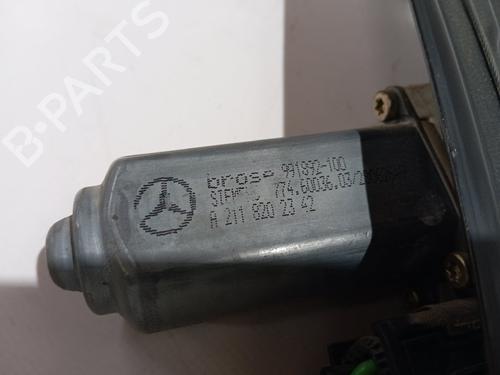 B-PARTS
brose 991892-100
774.60036.03/
A 211 820 23 42